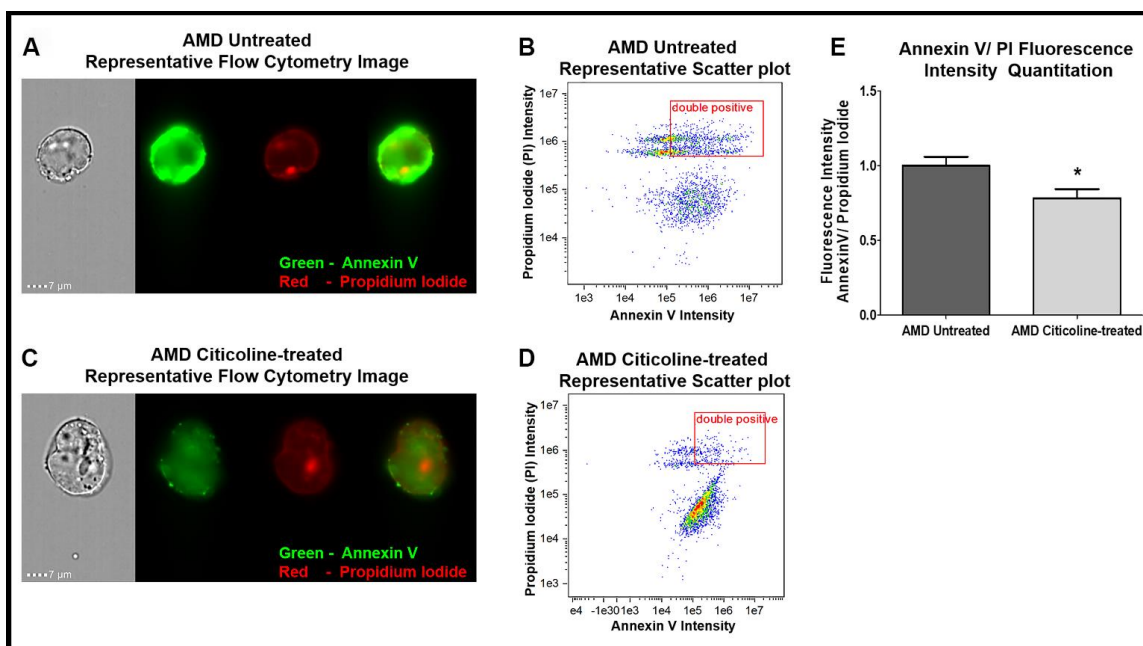 A
AMD Untreated
Representative Flow Cytometry Image
7 µm
Green - Annexin V
Red - Propidium Iodide
B
AMD Untreated
Representative Scatter plot
double positive
Propidium Iodide (PI) Intensity
1e7
1e6
1e5
1e4
1e3 1e4 1e5 1e6 1e7
Annexin V Intensity
E
Annexin V/ PI Fluorescence
Intensity Quantitation
Fluorescence Intensity
AnnexinV/ Propidium Iodide
1.5
1.0
0.5
0.0
*
AMD Untreated AMD Citicoline-treated
C
AMD Citicoline-treated
Representative Flow Cytometry Image
7 µm
Green - Annexin V
Red - Propidium Iodide
D
AMD Citicoline-treated
Representative Scatter plot
double positive
Propidium Iodide (PI) Intensity
1e7
1e6
1e5
1e4
1e3
e4 -1e3 0 1e3 1e4 1e5 1e6 1e7
Annexin V Intensity